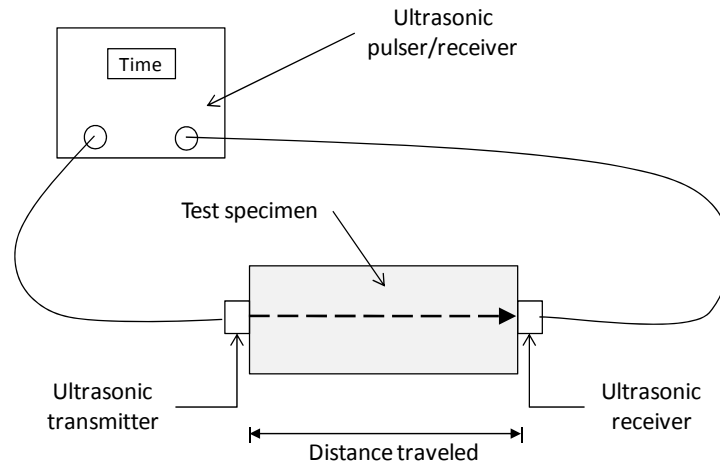 Ultrasonic
pulser/receiver
Time
Test specimen
Ultrasonic
transmitter
Ultrasonic
receiver
Distance traveled